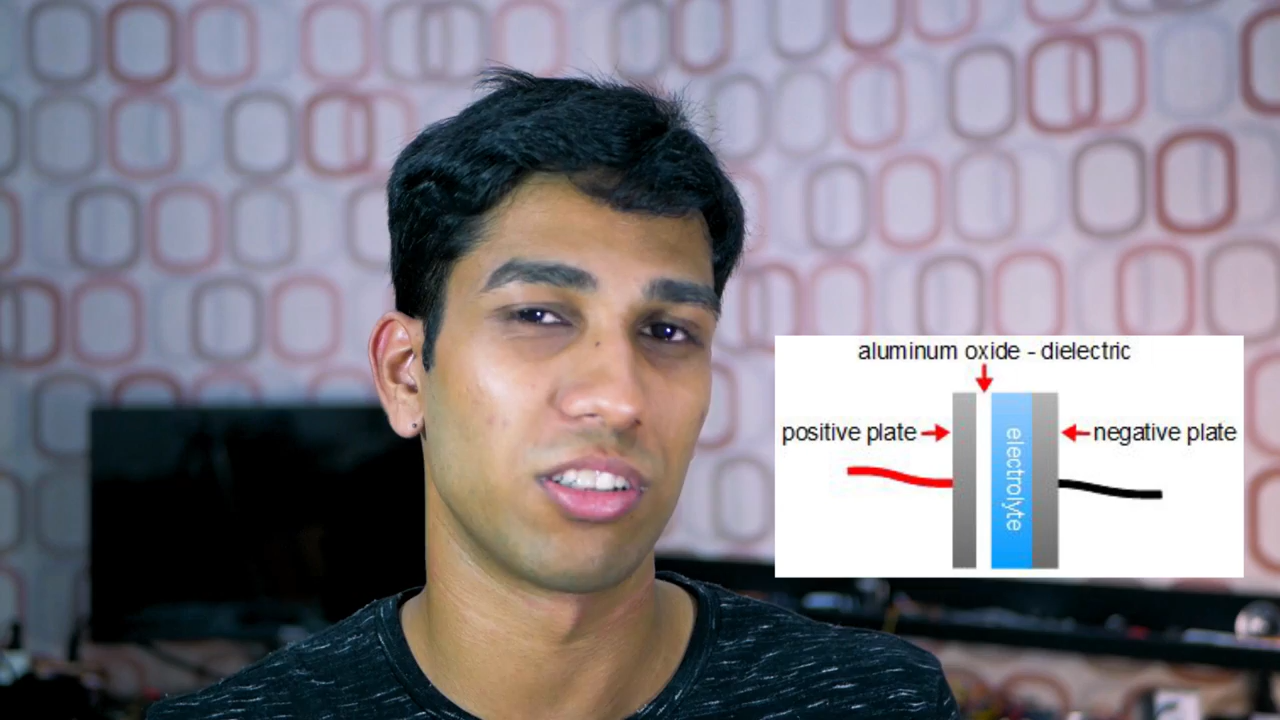 aluminum oxide - dielectric
positive plate
negative plate
electrolyte